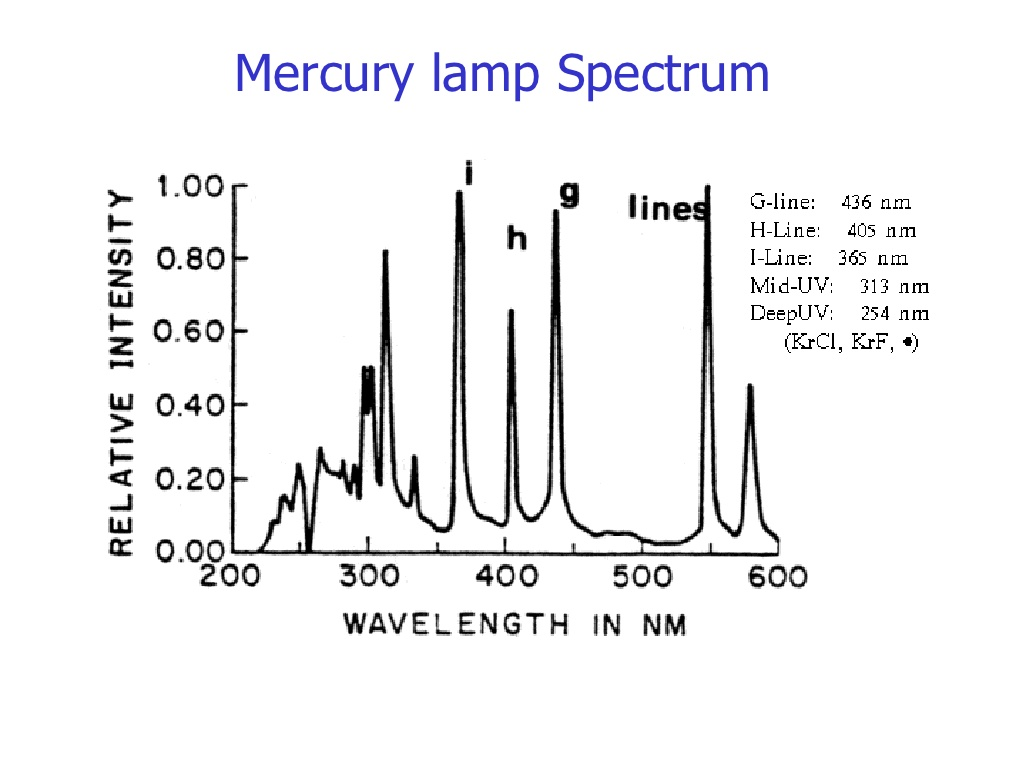 Mercury lamp Spectrum
i
g
lines
h
1.00
0.80
0.60
0.40
0.20
0.00
RELATIVE INTENSITY
200 300 400 500 600
WAVELENGTH IN NM
G-line: 436 nm
H-Line: 405 nm
I-Line: 365 nm
Mid-UV: 313 nm
DeepUV: 254 nm
(KrCl, KrF, •)